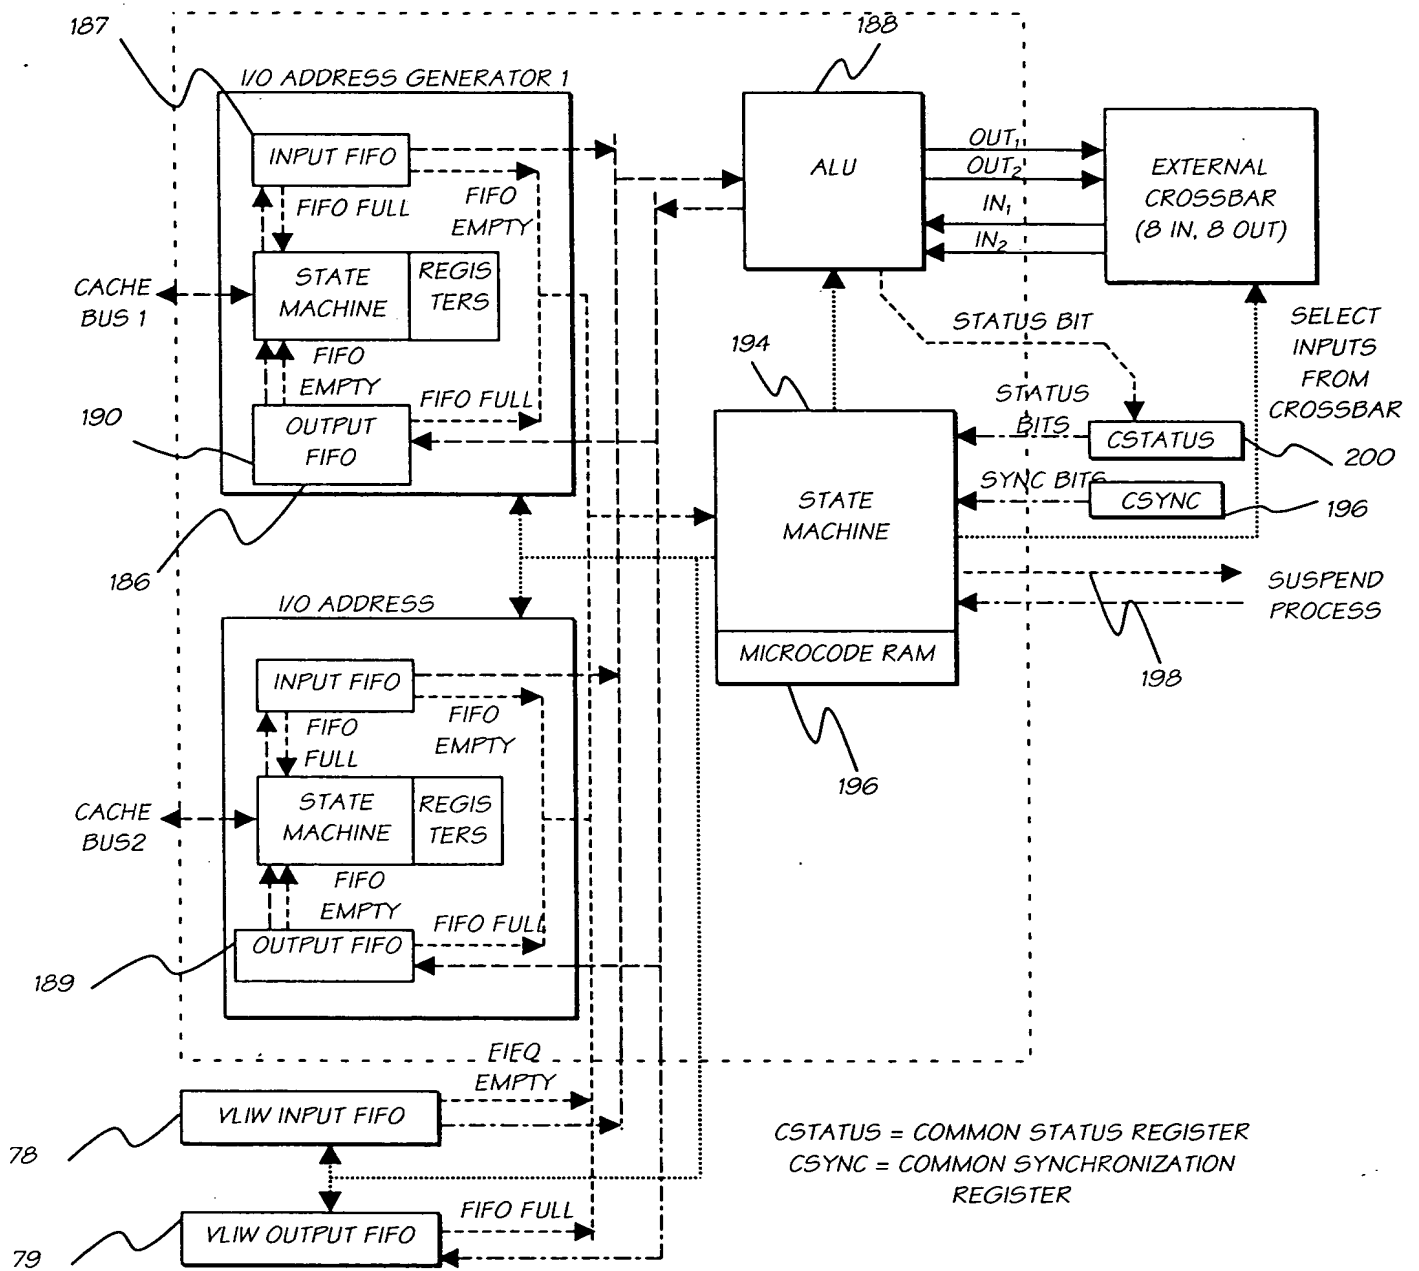 187
188
I/O ADDRESS GENERATOR 1
INPUT FIFO
FIFO FULL
FIFO
EMPTY
STATE
MACHINE
REGIS
TERS
CACHE
BUS 1
FIFO
EMPTY
FIFO FULL
190
OUTPUT
FIFO
186
ALU
OUT1
OUT2
IN1
IN2
EXTERNAL
CROSSBAR
(8 IN, 8 OUT)
STATUS BIT
SELECT
INPUTS
FROM
CROSSBAR
194
STATUS
BITS
CSTATUS
200
SYNC BITS
CSYNC
196
STATE
MACHINE
SUSPEND
PROCESS
198
MICROCODE RAM
196
I/O ADDRESS
INPUT FIFO
FIFO
FULL
FIFO
EMPTY
STATE
MACHINE
REGIS
TERS
CACHE
BUS2
FIFO
EMPTY
FIFO FULL
OUTPUT FIFO
189
FIFO
EMPTY
VLIW INPUT FIFO
78
FIFO FULL
VLIW OUTPUT FIFO
79
CSTATUS = COMMON STATUS REGISTER
CSYNC = COMMON SYNCHRONIZATION
REGISTER